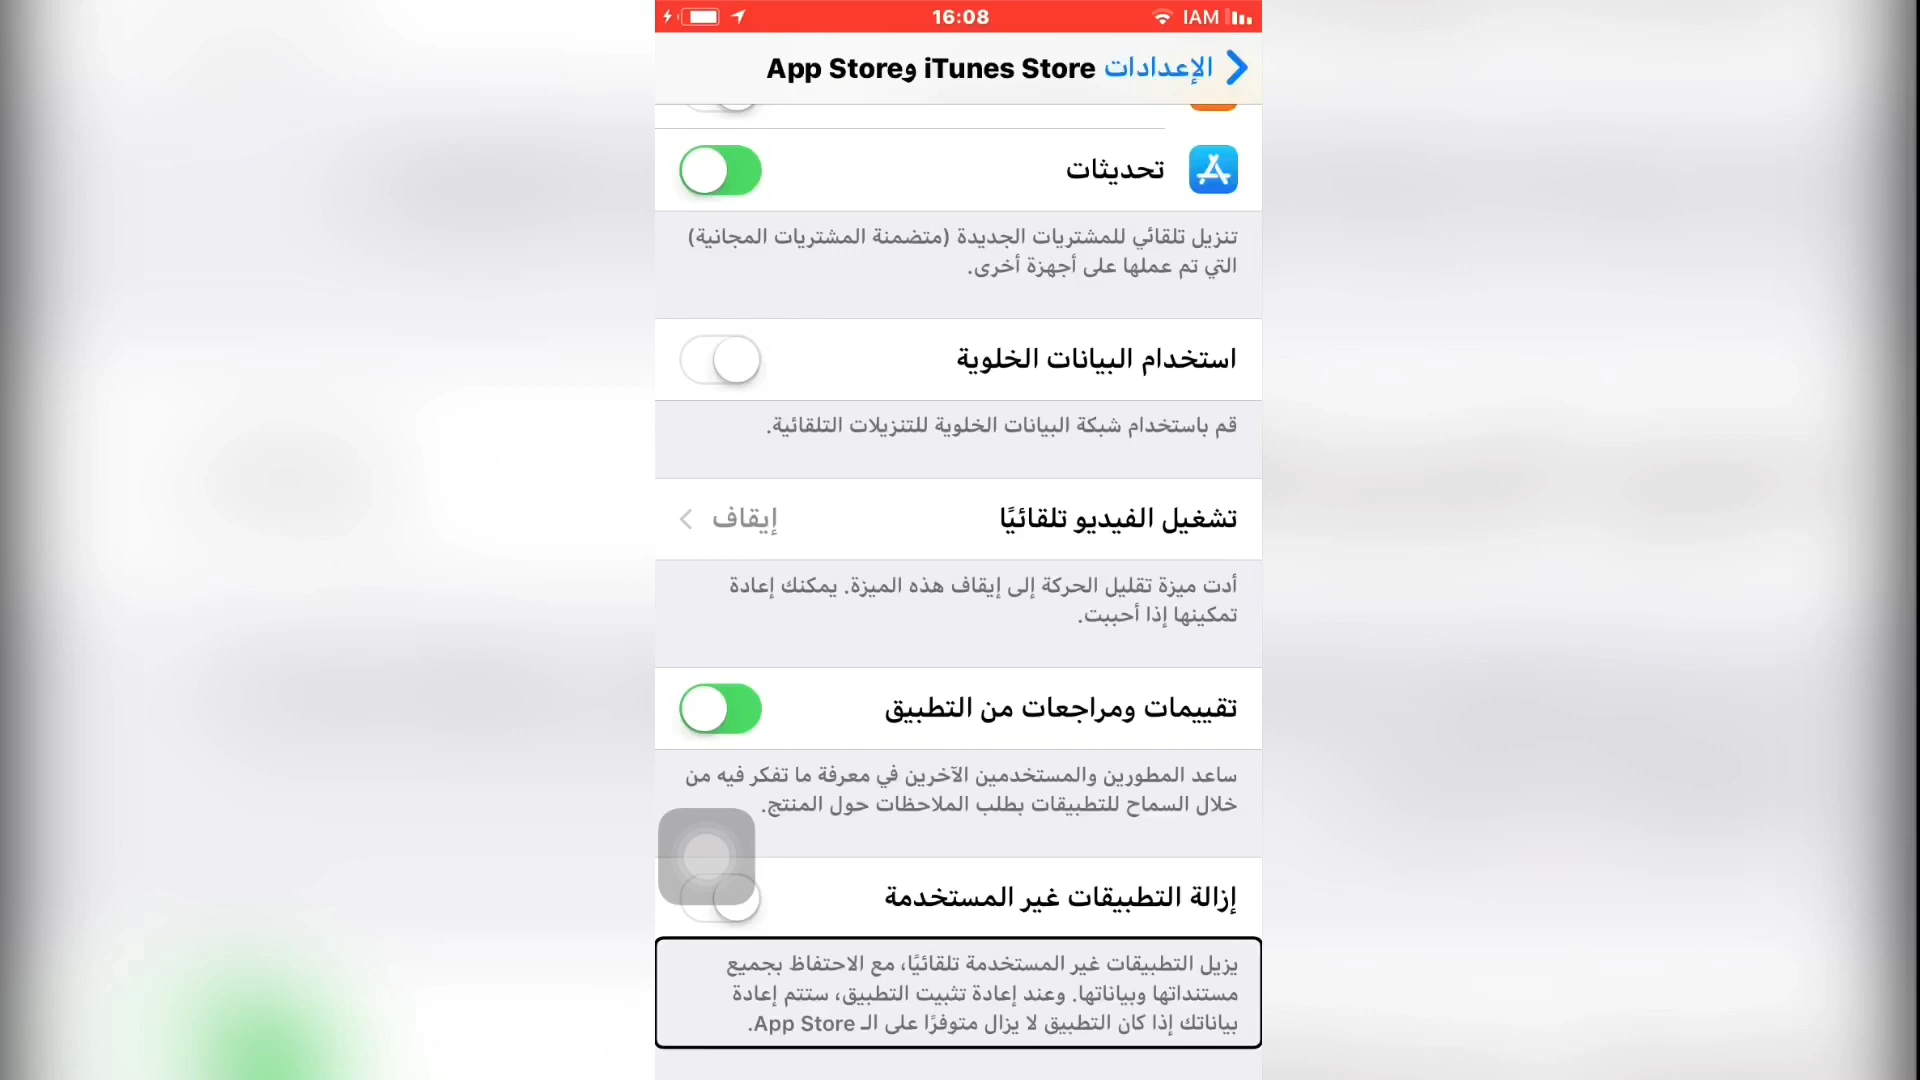 16:08
IAM
الإعدادات
iTunes Store وApp Store
تحديثات
تنزيل تلقائي للمشتريات الجديدة (متضمنة المشتريات المجانية)
التي تم عملها على أجهزة أخرى.
استخدام البيانات الخلوية
قم باستخدام شبكة البيانات الخلوية للتنزيلات التلقائية.
تشغيل الفيديو تلقائيًا
إيقاف
أدت ميزة تقليل الحركة إلى إيقاف هذه الميزة. يمكنك إعادة
تمكينها إذا أحببت.
تقييمات ومراجعات من التطبيق
ساعد المطورين والمستخدمين الآخرين في معرفة ما تفكر فيه من
خلال السماح للتطبيقات بطلب الملاحظات حول المنتج.
إزالة التطبيقات غير المستخدمة
يزيل التطبيقات غير المستخدمة تلقائيًا، مع الاحتفاظ بجميع
مستنداتها وبياناتها. وعند إعادة تثبيت التطبيق، ستتم إعادة
بياناتك إذا كان التطبيق لا يزال متوفرًا على الـ App Store.